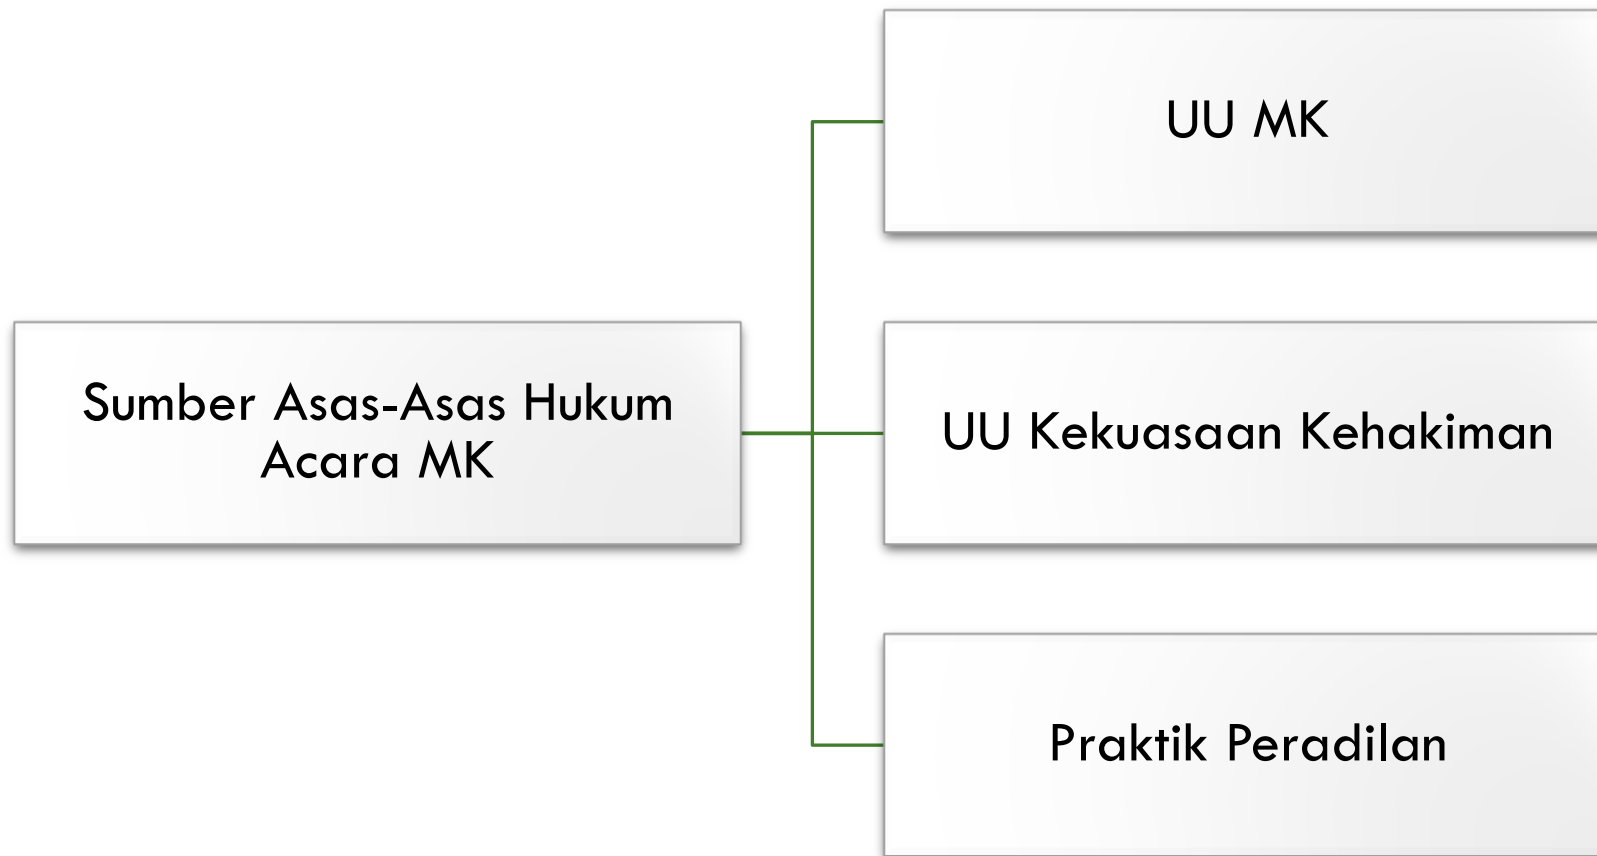 UU MK
Sumber Asas-Asas Hukum
Acara MK
UU Kekuasaan Kehakiman
Praktik Peradilan